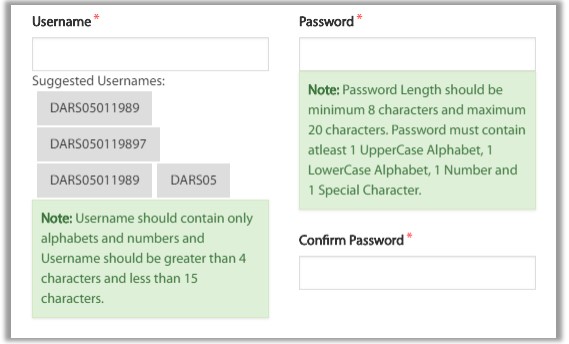 Username *
Suggested Usernames:
DARS05011989
DARS050119897
DARS05011989 DARS05
Note: Username should contain only
alphabets and numbers and
Username should be greater than 4
characters and less than 15
characters.
Password *
Note: Password Length should be
minimum 8 characters and maximum
20 characters. Password must contain
atleast 1 UpperCase Alphabet, 1
LowerCase Alphabet, 1 Number and
1 Special Character.
Confirm Password *